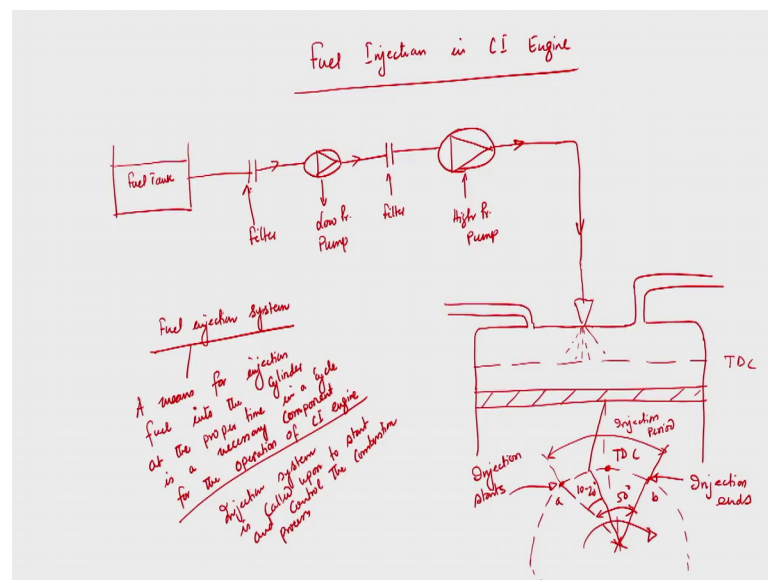 Fuel Injection in CI Engine
Fuel Tank
Filter
Low Pr.
Pump
Filter
High Pr.
Pump
TDC
Fuel injection system
A means for injection
fuel into the cylinder
at the proper time in a cycle
is a necessary component
for the operation of CI engine
Injection system
is called upon to start
and control the combustion
process
Injection
Period
TDC
Injection
starts
a
10-20°
50°
b
Injection
ends